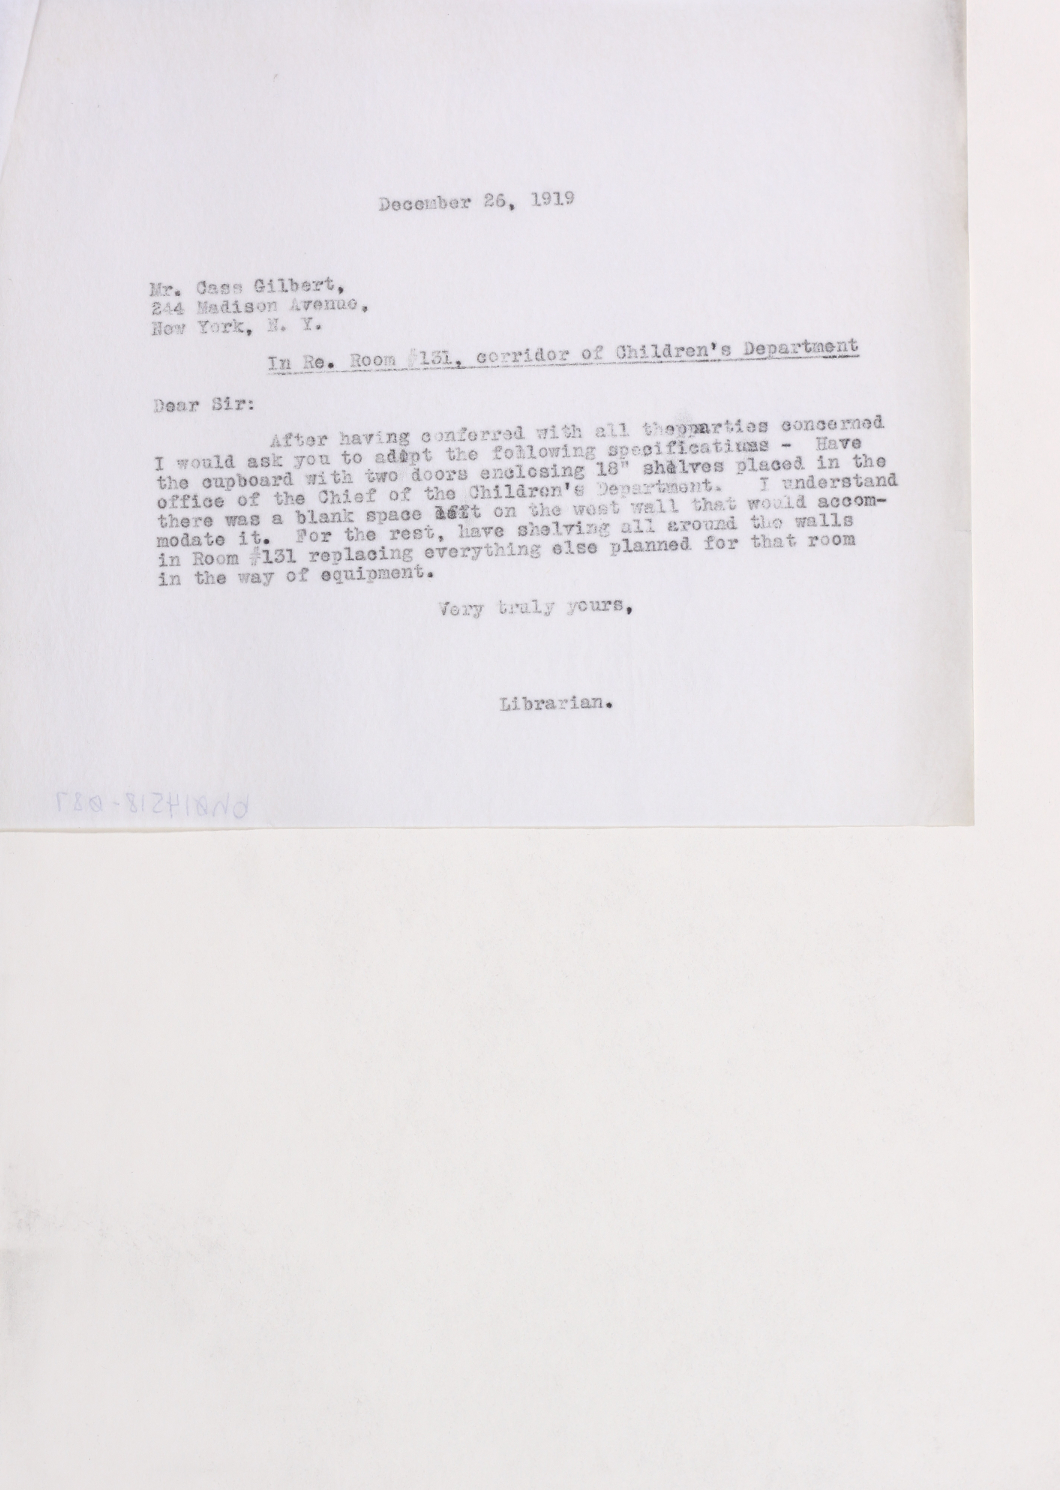 December 26, 1919
Mr. Cass Gilbert,
244 Madison Avenue,
New York, N. Y.
In Re. Room #131, corridor of Children's Department
Dear Sir:
After having conferred with all the parties concerned
I would ask you to adopt the following specifications - Have
the cupboard with two doors enclosing 18" shelves placed in the
office of the Chief of the Children's Department. I understand
there was a blank space left on the west wall that would accom-
modate it. For the rest, have shelving all around the walls
in Room #131 replacing everything else planned for that room
in the way of equipment.
Very truly yours,
Librarian.